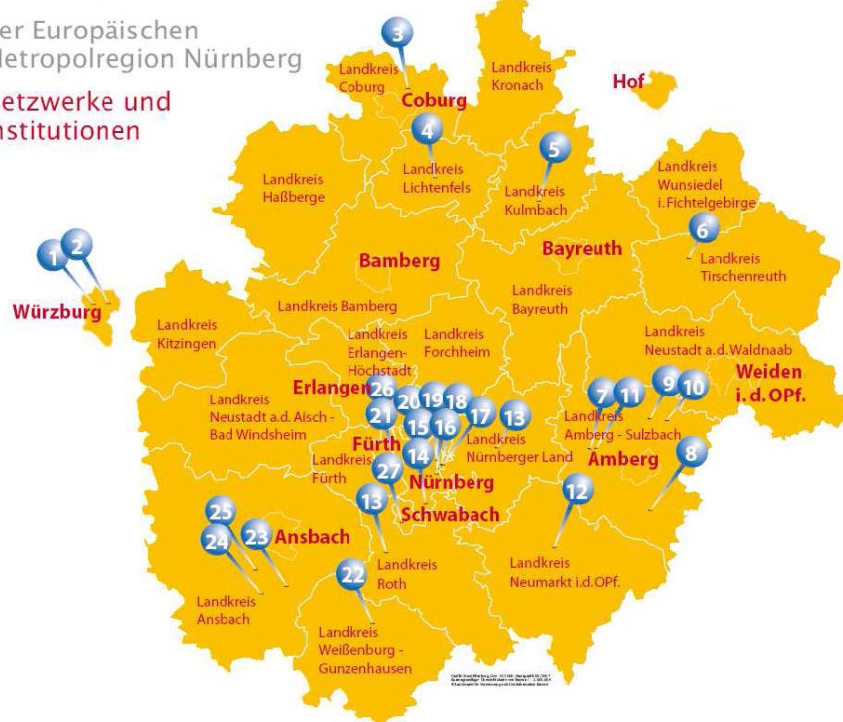 er Europäischen
etropolregion Nürnberg
etzwerke und
nstitutionen
3
Landkreis
Coburg
Coburg
Landkreis
Kronach
Hof
4
Landkreis
Lichtenfels
5
Landkreis
Kulmbach
Landkreis
Haßberge
Landkreis
Wunsiedel
i. Fichtelgebirge
6
Landkreis
Tirschenreuth
1
2
Würzburg
Bamberg
Bayreuth
Landkreis
Bayreuth
Landkreis Bamberg
Landkreis
Kitzingen
Landkreis
Erlangen-
Höchstadt
Landkreis
Forchheim
Landkreis
Neustadt a.d. Waldnaab
Weiden
i. d. OPf.
Erlangen
26
20
19
18
17
13
21
15
16
7
11
9
10
Landkreis
Neustadt a.d. Aisch -
Bad Windsheim
Fürth
Landkreis
Fürth
14
27
Landkreis
Nürnberger Land
Landkreis
Amberg - Sulzbach
Amberg
8
Nürnberg
Schwabach
13
12
25
24
23
Ansbach
Landkreis
Roth
Landkreis
Neumarkt i.d.OPf.
22
Landkreis
Ansbach
Landkreis
Weißenburg -
Gunzenhausen